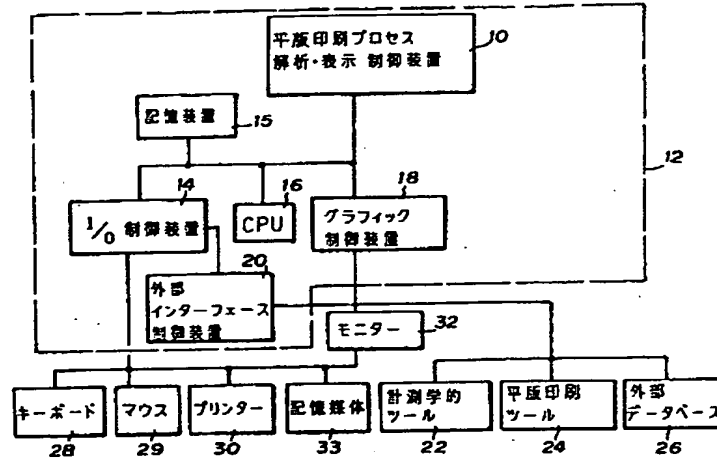 平版印刷プロセス
解析・表示 制御装置
10
記憶装置
15
12
14
I/O 制御装置
16
CPU
18
グラフィック
制御装置
20
外部
インターフェース
制御装置
モニター
32
キーボード
マウス
プリンター
記憶媒体
計測学的
ツール
平版印刷
ツール
外部
データベース
28
29
30
33
22
24
26